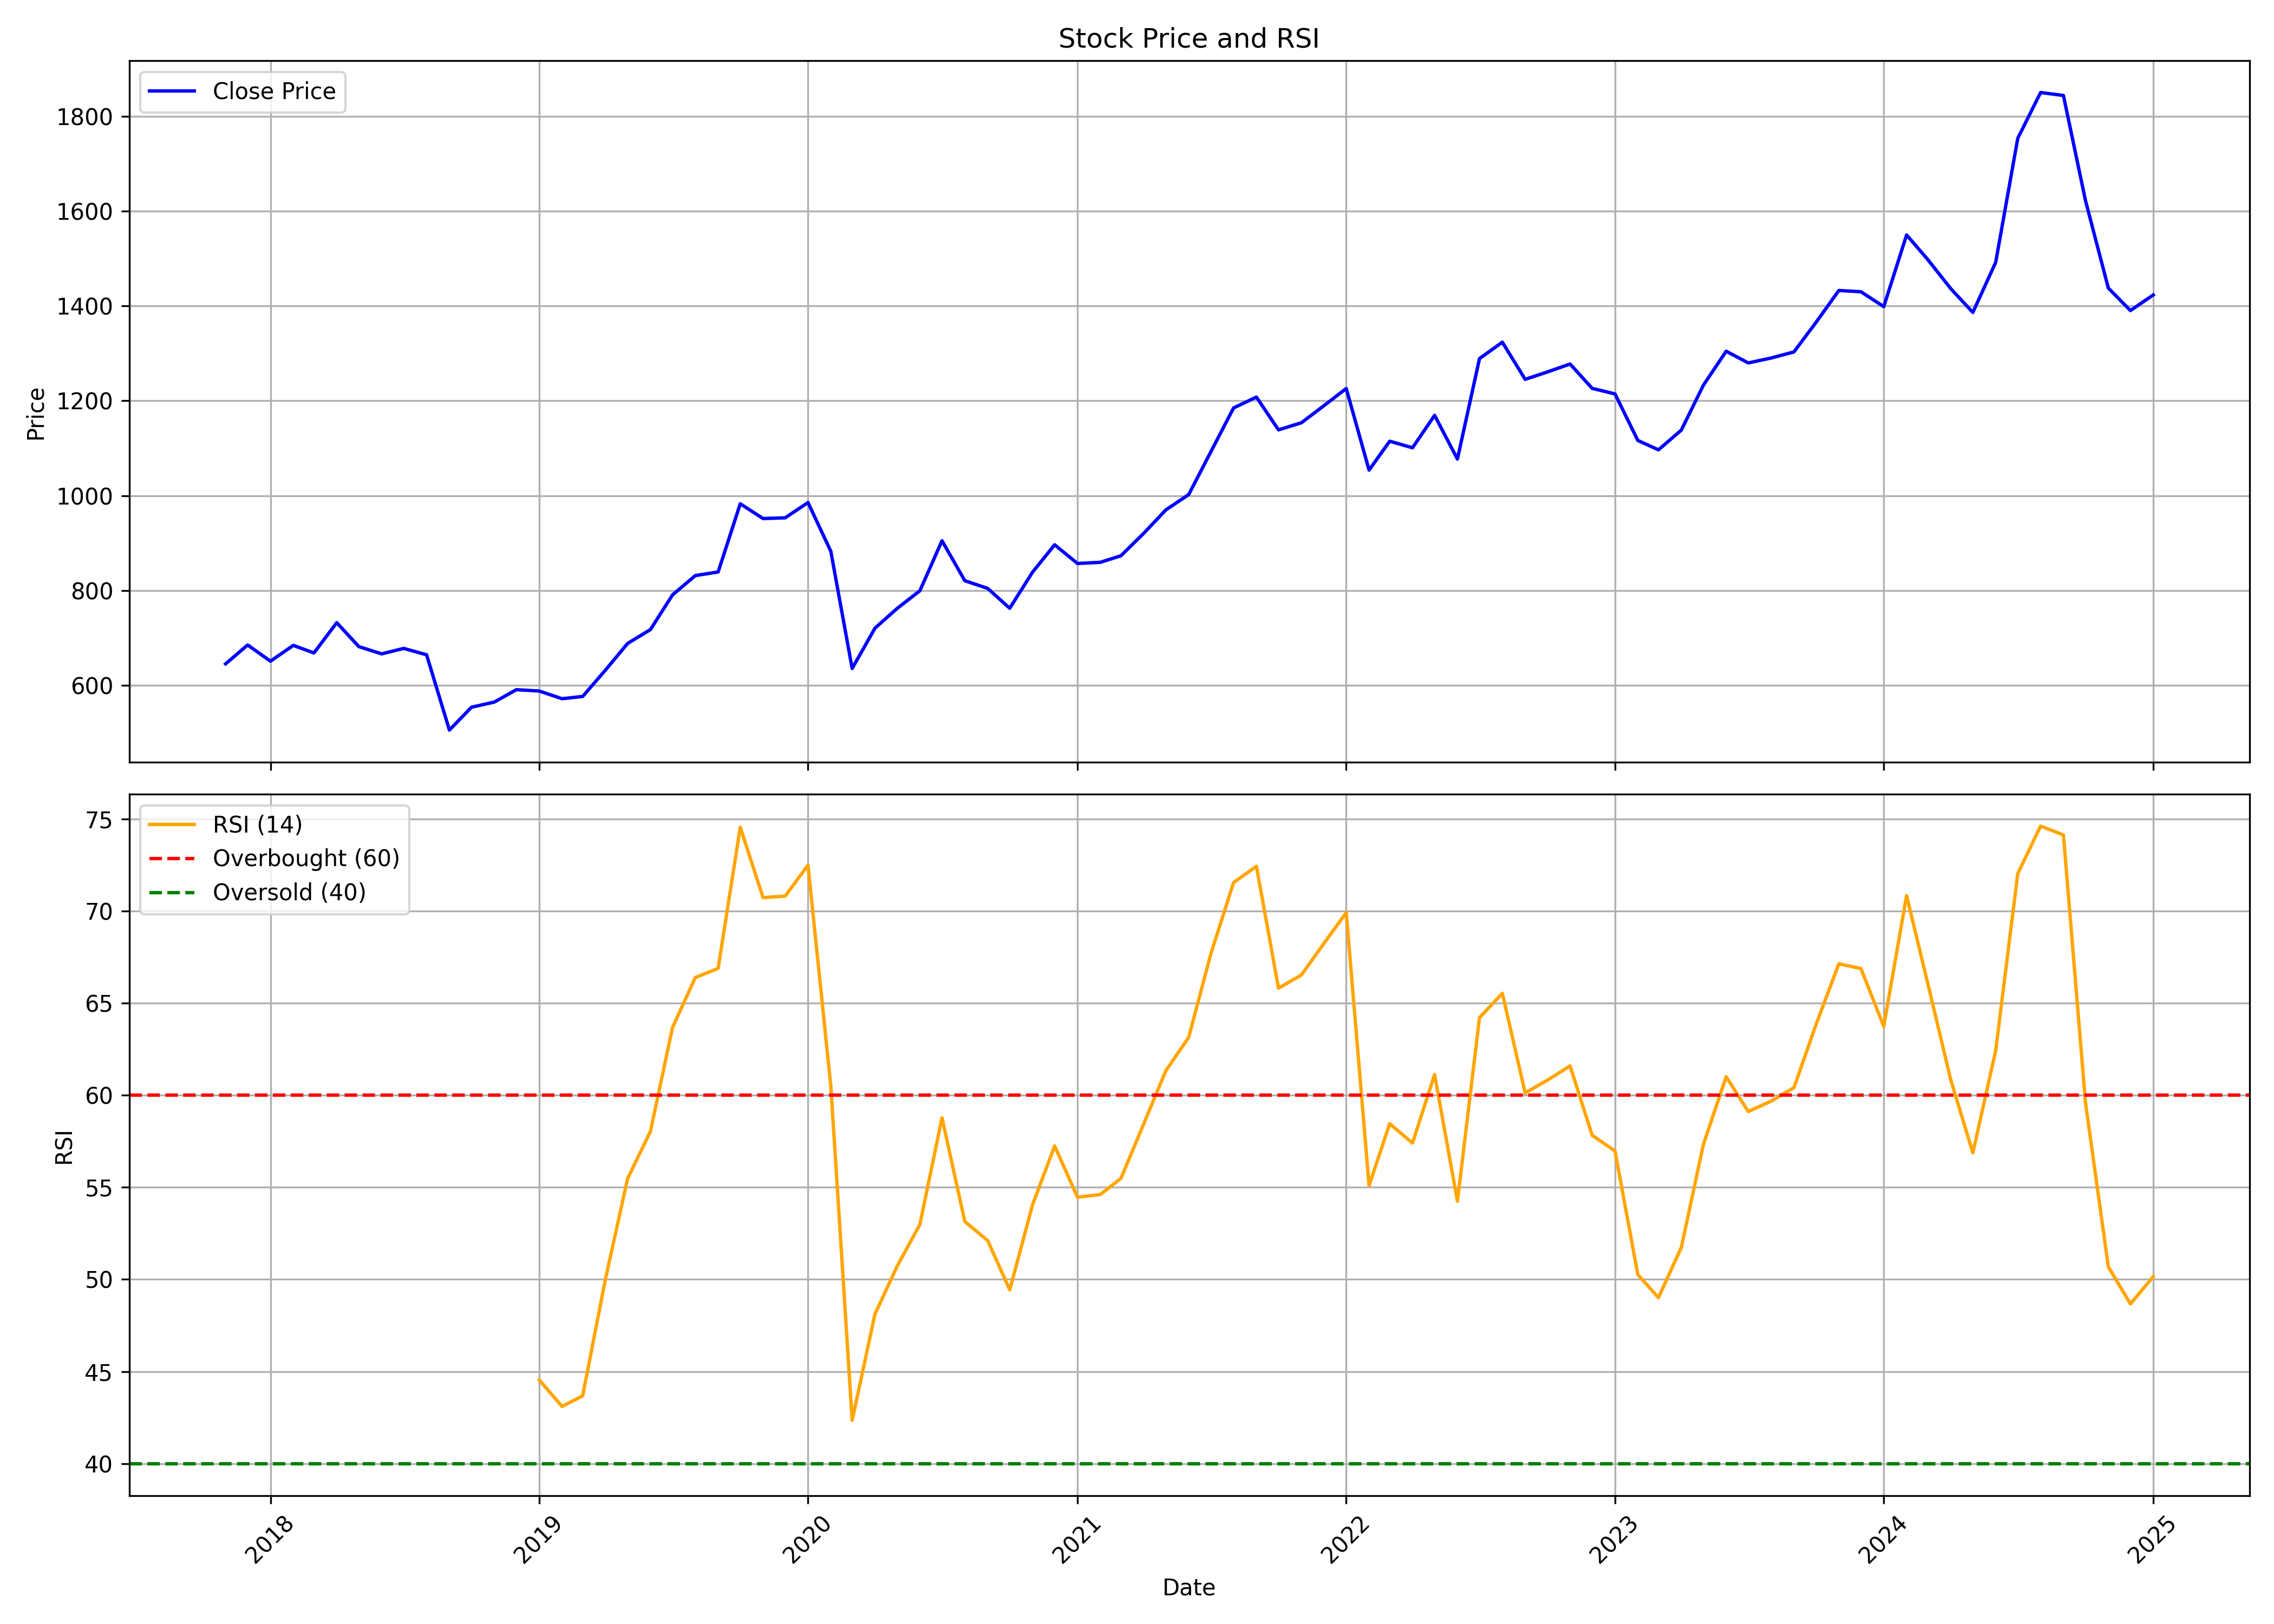 Stock Price and RSI
Close Price
1800
1600
1400
1200
1000
800
600
Price
RSI (14)
Overbought (60)
Oversold (40)
75
70
65
60
55
50
45
40
RSI
2018
2019
2020
2021
2022
2023
2024
2025
Date